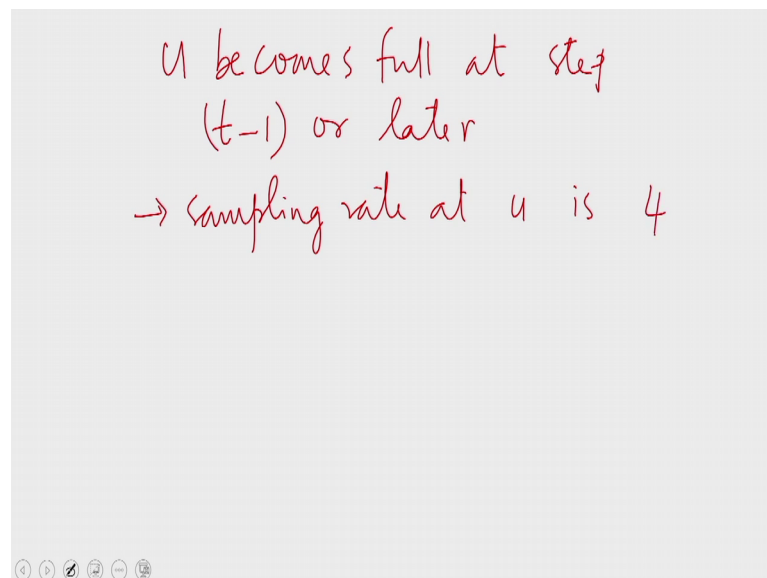 u becomes full at step
(t-1) or later
→ sampling rate at u is 4